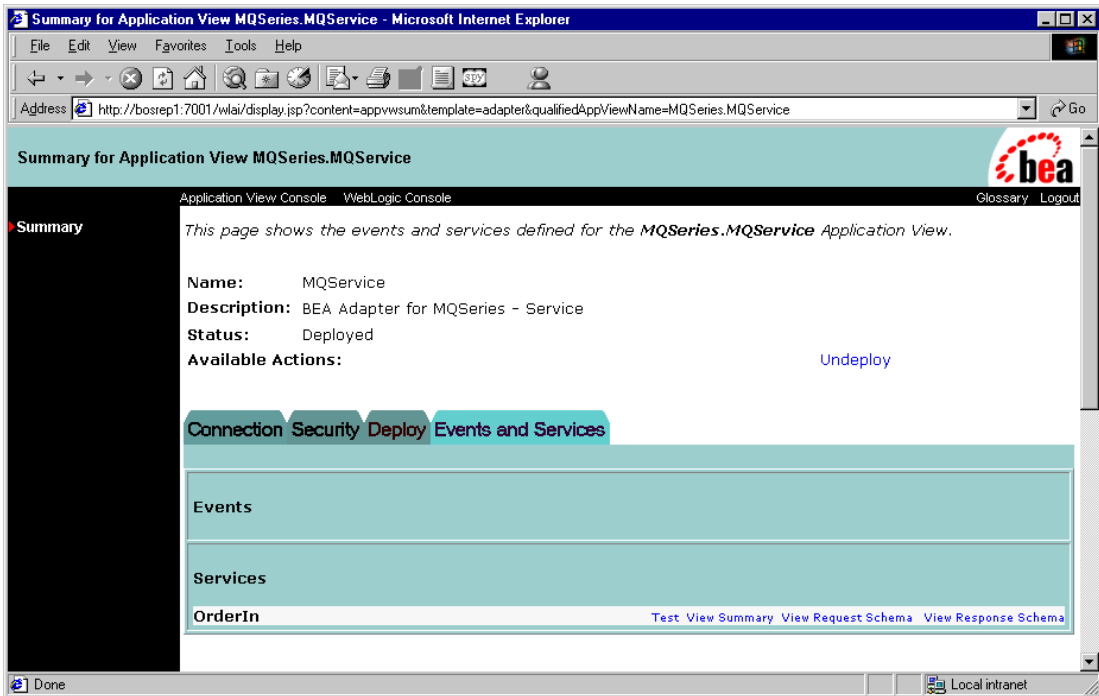 Summary for Application View MQSeries.MQService - Microsoft Internet Explorer
File Edit View Favorites Tools Help
SPY
Address http://bosrep1:7001/wlai/display.jsp?content=appvwsum&template=adapter&qualifiedAppViewName=MQSeries.MQService Go
Summary for Application View MQSeries.MQService
bea
Application View Console WebLogic Console Glossary Logout
Summary
This page shows the events and services defined for the MQSeries.MQService Application View.
Name: MQService
Description: BEA Adapter for MQSeries - Service
Status: Deployed
Available Actions: Undeploy
Connection Security Deploy Events and Services
Events
Services
OrderIn Test View Summary View Request Schema View Response Schema
Done Local intranet